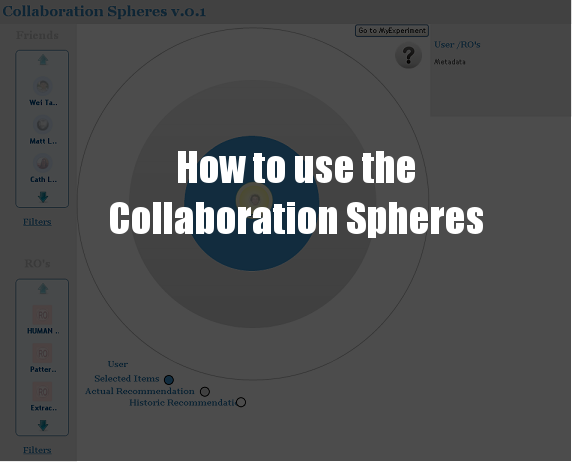 Collaboration Spheres v.0.1
Friends
Go to MyExperiment
?
User /RO's
Metadata
Wei Ta..
Matt L...
Cath L...
Filters
How to use the
Collaboration Spheres
RO's
RO
HUMAN ..
RO
Patter..
RO
Extrac..
Filters
User
Selected Items
Actual Recommendation
Historic Recommendatio